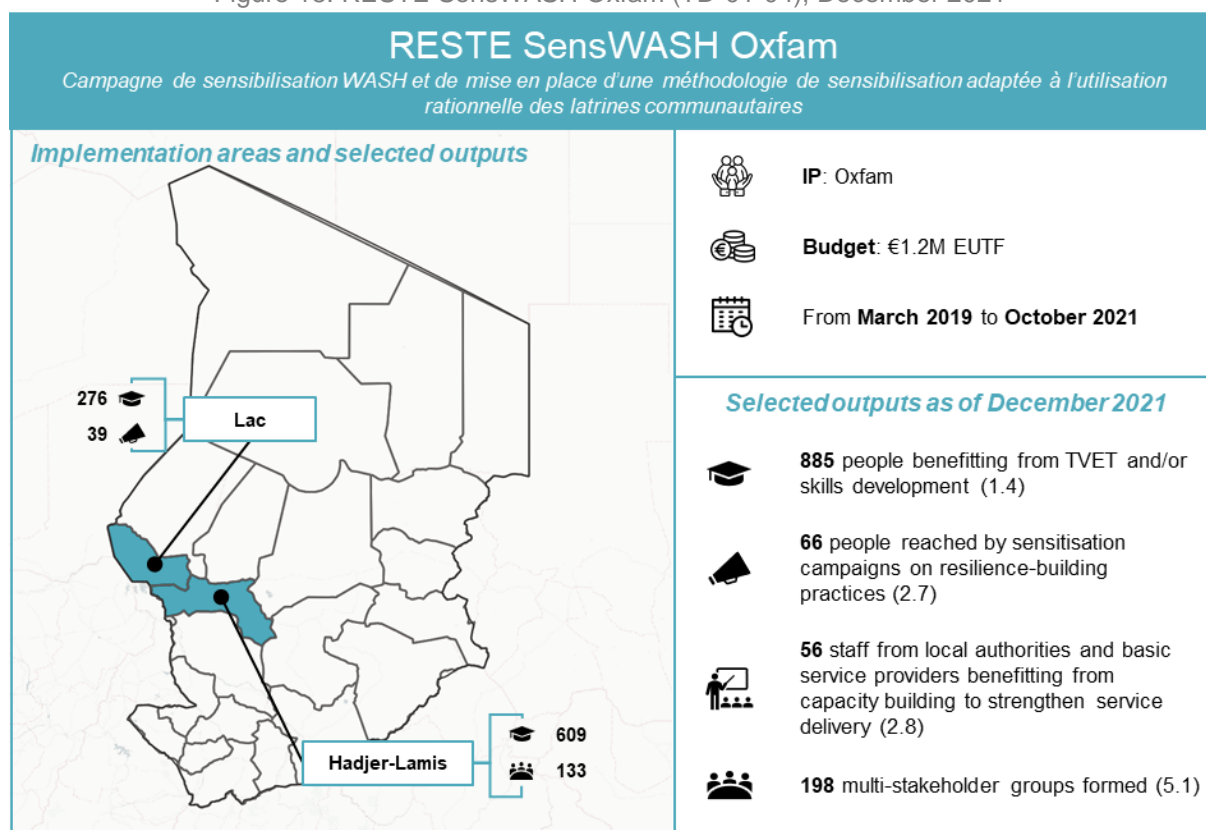 RESTE SensWASH Oxfam
Campagne de sensibilisation WASH et de mise en place d'une méthodologie de sensibilisation adaptée à l'utilisation
rationnelle des latrines communautaires
Implementation areas and selected outputs
276
39
Lac
Hadjer-Lamis
609
133
IP: Oxfam
Budget: €1.2M EUTF
From March 2019 to October 2021
Selected outputs as of December 2021
885 people benefitting from TVET and/or
skills development (1.4)
66 people reached by sensitisation
campaigns on resilience-building
practices (2.7)
56 staff from local authorities and basic
service providers benefitting from
capacity building to strengthen service
delivery (2.8)
198 multi-stakeholder groups formed (5.1)